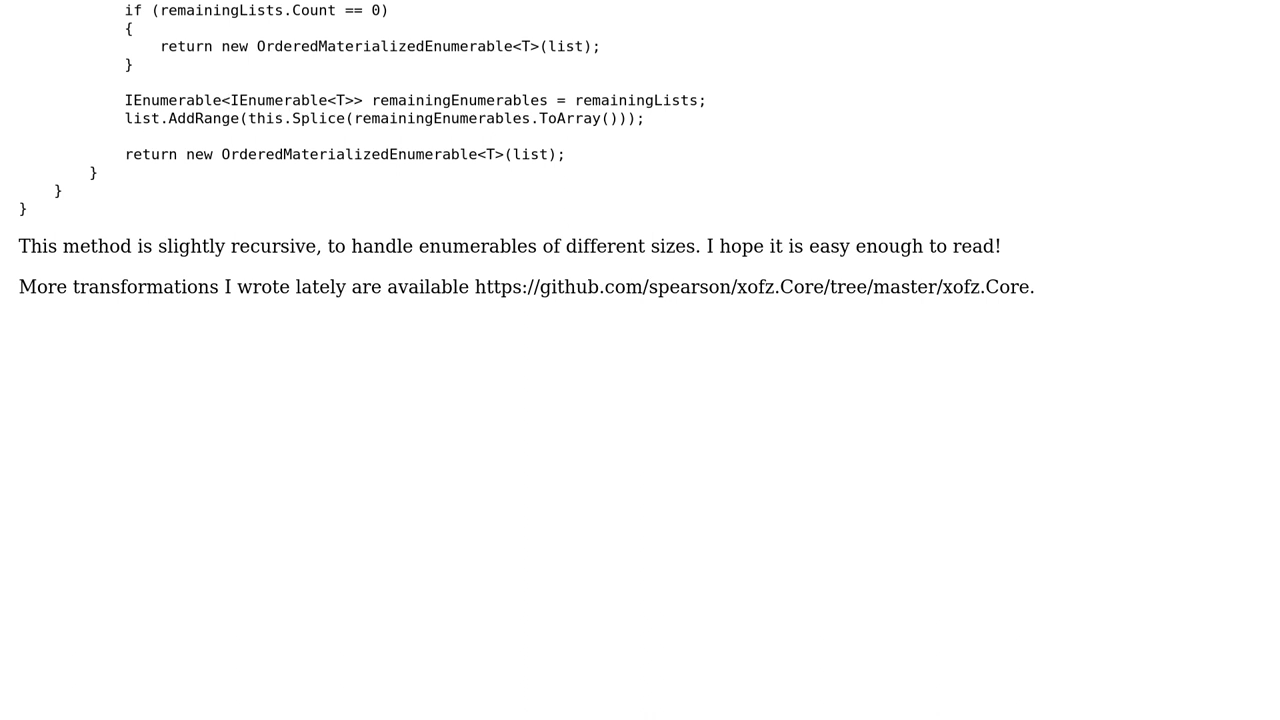 if (remainingLists.Count == 0)
{
return new OrderedMaterializedEnumerable<T>(list);
}
IEnumerable<IEnumerable<T>> remainingEnumerables = remainingLists;
list.AddRange(this.Splice(remainingEnumerables.ToArray()));
return new OrderedMaterializedEnumerable<T>(list);
}
}
}
This method is slightly recursive, to handle enumerables of different sizes. I hope it is easy enough to read!
More transformations I wrote lately are available https://github.com/spearson/xofz.Core/tree/master/xofz.Core.